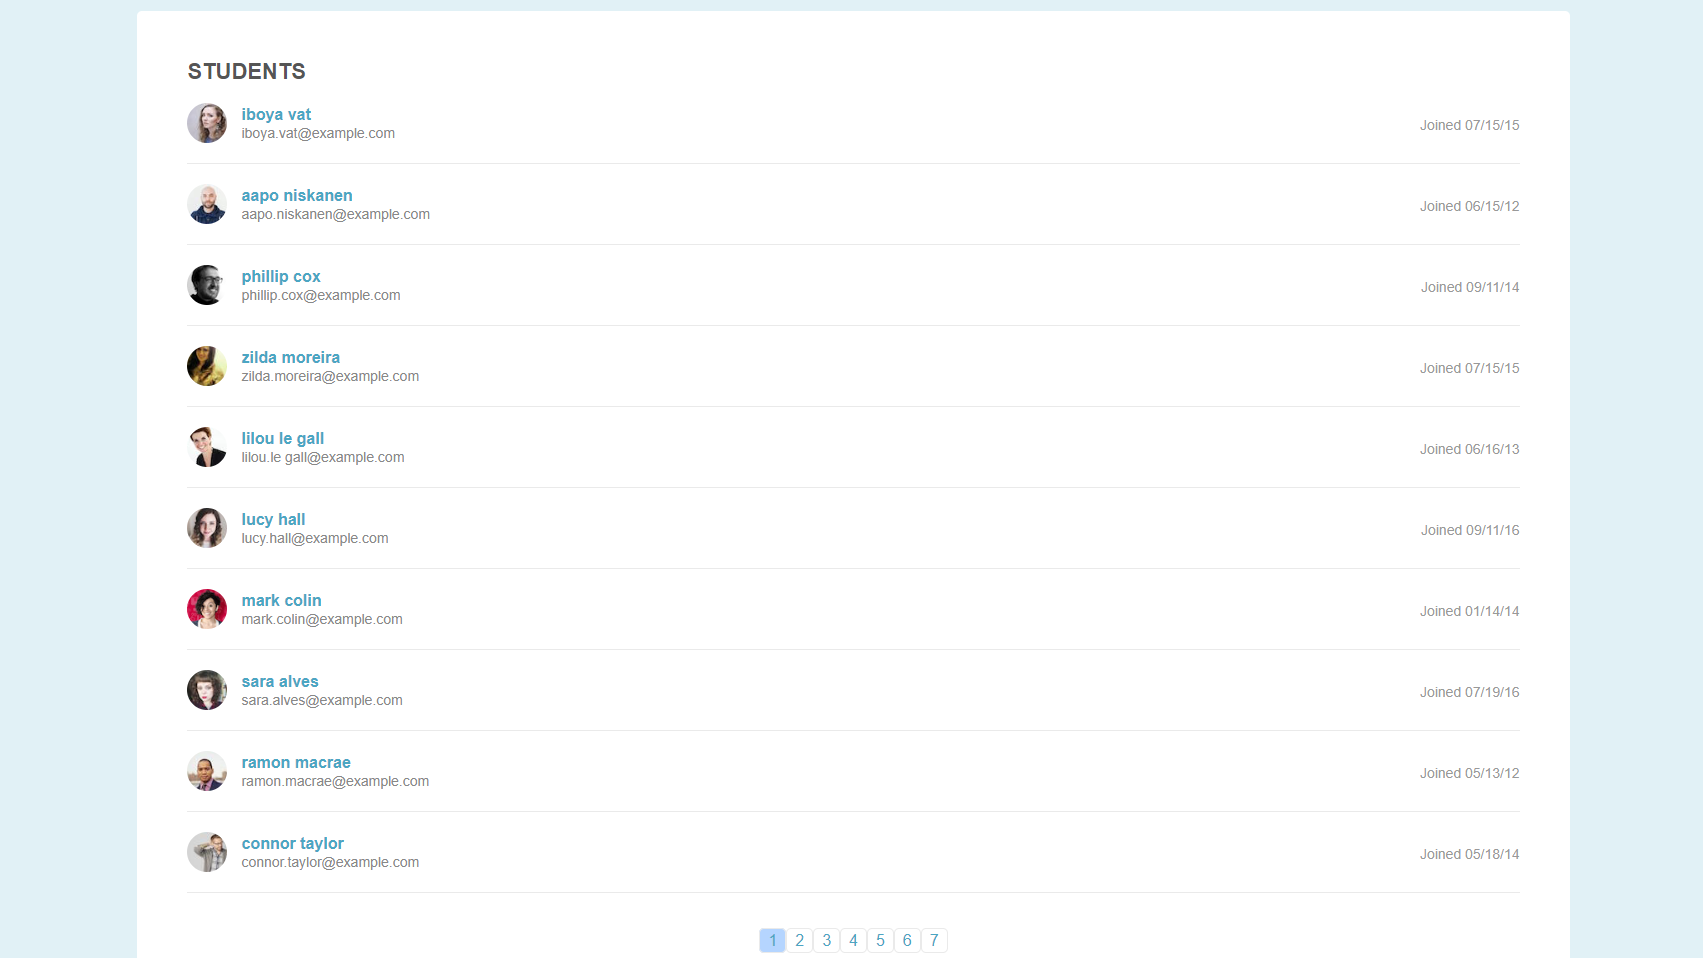 STUDENTS
iboya vat
iboya.vat@example.com
Joined 07/15/15
aapo niskanen
aapo.niskanen@example.com
Joined 06/15/12
phillip cox
phillip.cox@example.com
Joined 09/11/14
zilda moreira
zilda.moreira@example.com
Joined 07/15/15
lilou le gall
lilou.le gall@example.com
Joined 06/16/13
lucy hall
lucy.hall@example.com
Joined 09/11/16
mark colin
mark.colin@example.com
Joined 01/14/14
sara alves
sara.alves@example.com
Joined 07/19/16
ramon macrae
ramon.macrae@example.com
Joined 05/13/12
connor taylor
connor.taylor@example.com
Joined 05/18/14
1 2 3 4 5 6 7